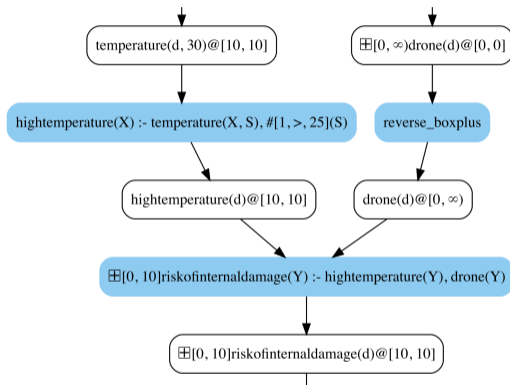 temperature(d, 30)@[10, 10]
⊞[0, ∞)drone(d)@[0, 0]
hightemperature(X) :- temperature(X, S), #[1, >, 25](S)
reverse_boxplus
hightemperature(d)@[10, 10]
drone(d)@[0, ∞)
⊞[0, 10]riskofinternaldamage(Y) :- hightemperature(Y), drone(Y)
⊞[0, 10]riskofinternaldamage(d)@[10, 10]